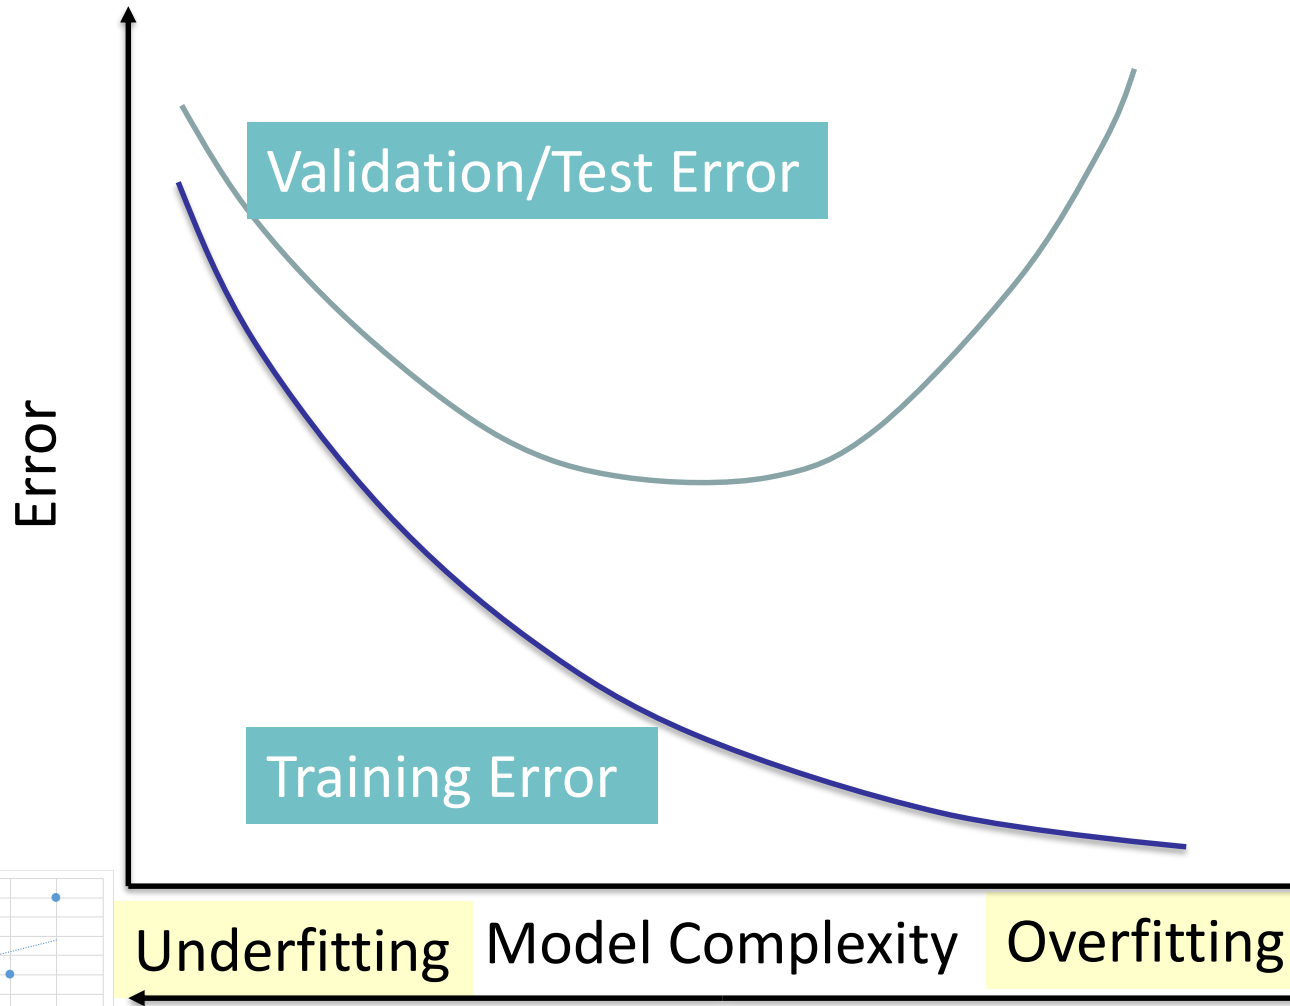 Validation/Test Error
Error
Training Error
Underfitting
Model Complexity
Overfitting